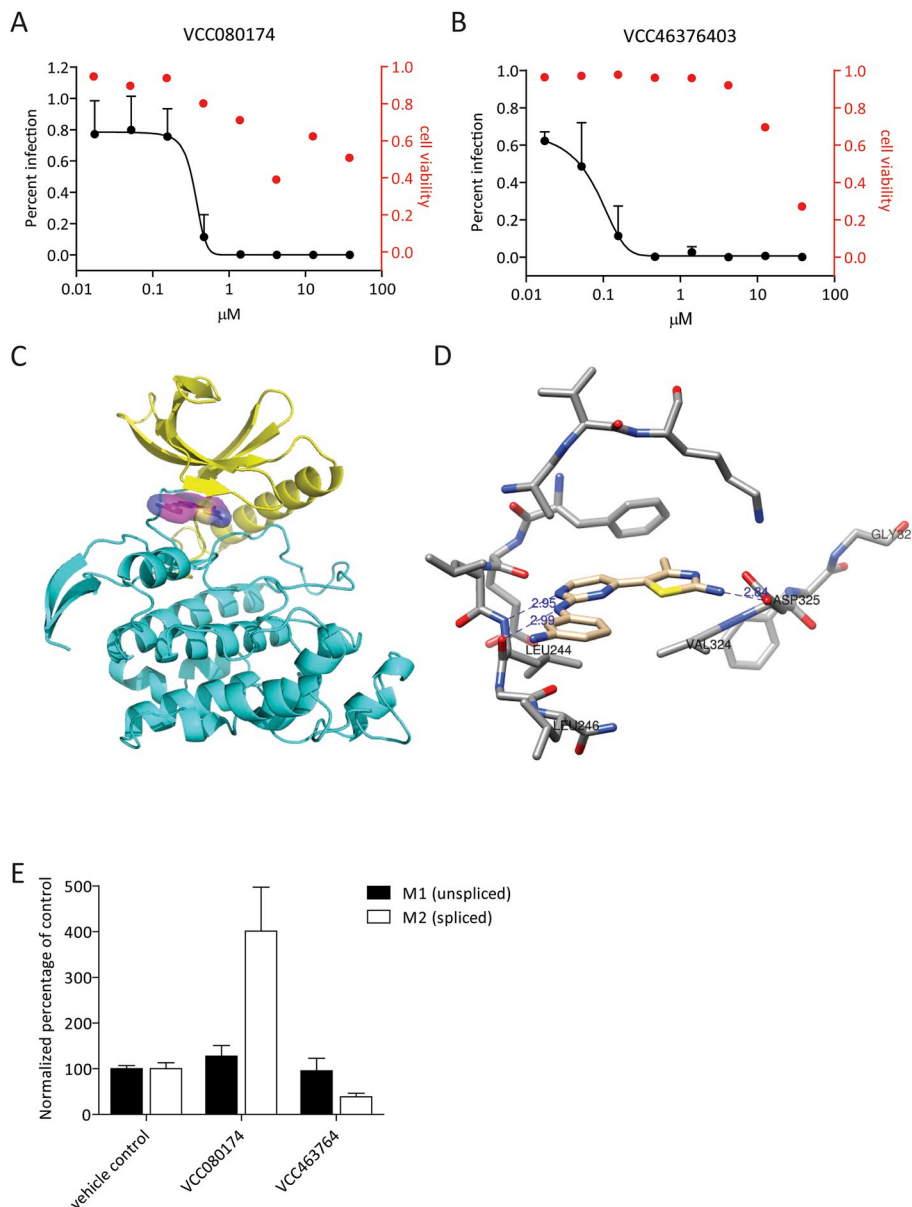 A
VCC080174
1.2
1.0
0.8
0.6
0.4
0.2
0.0
Percent infection
1.0
0.8
0.6
0.4
0.2
0.0
cell viability
0.01
0.1
1
10
100
μM
B
VCC46376403
1.0
0.8
0.6
0.4
0.2
0.0
Percent infection
1.0
0.8
0.6
0.4
0.2
0.0
cell viability
0.01
0.1
1
10
100
μM
C
D
GLY32
2.84
ASP325
2.95
2.99
LEU244
VAL324
LEU246
E
Normalized percentage of control
500
400
300
200
100
0
vehicle control
VCC080174
VCC463764
M1 (unspliced)
M2 (spliced)